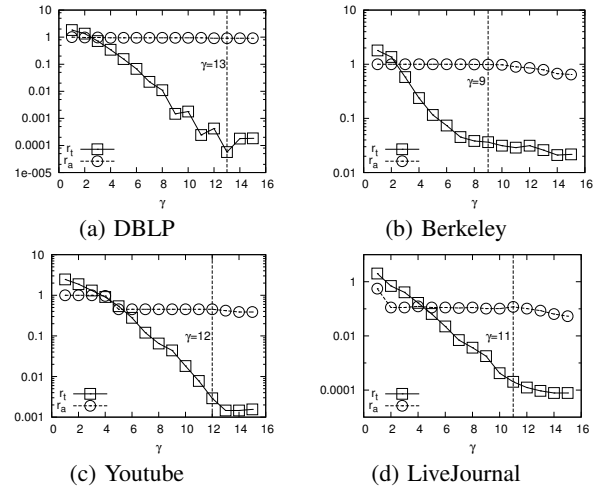 10
1
0.1
0.01
0.001
0.0001
1e-005
γ=13
r_t
r_a
0 2 4 6 8 10 12 14 16
γ
(a) DBLP
10
1
0.1
0.01
γ=9
r_t
r_a
0 2 4 6 8 10 12 14 16
γ
(b) Berkeley
10
1
0.1
0.01
0.001
γ=12
r_t
r_a
0 2 4 6 8 10 12 14 16
γ
(c) Youtube
1
0.0001
γ=11
r_t
r_a
0 2 4 6 8 10 12 14 16
γ
(d) LiveJournal